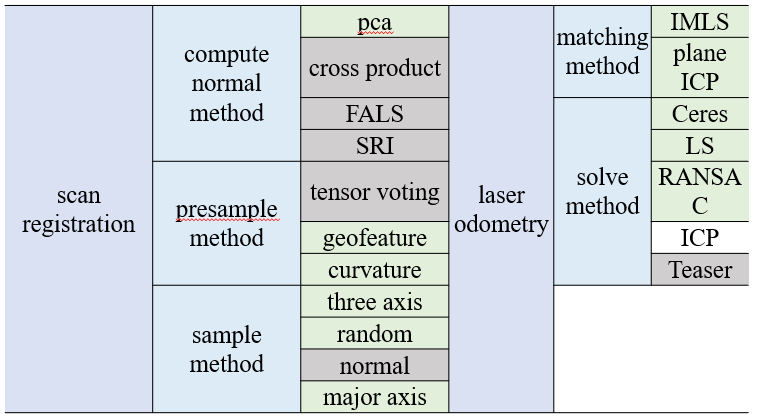 scan
registration
compute
normal
method
pca
cross product
FALS
SRI
presample
method
tensor voting
geofeature
curvature
sample
method
three axis
random
normal
major axis
laser
odometry
matching
method
IMLS
plane
ICP
solve
method
Ceres
LS
RANSA
C
ICP
Teaser